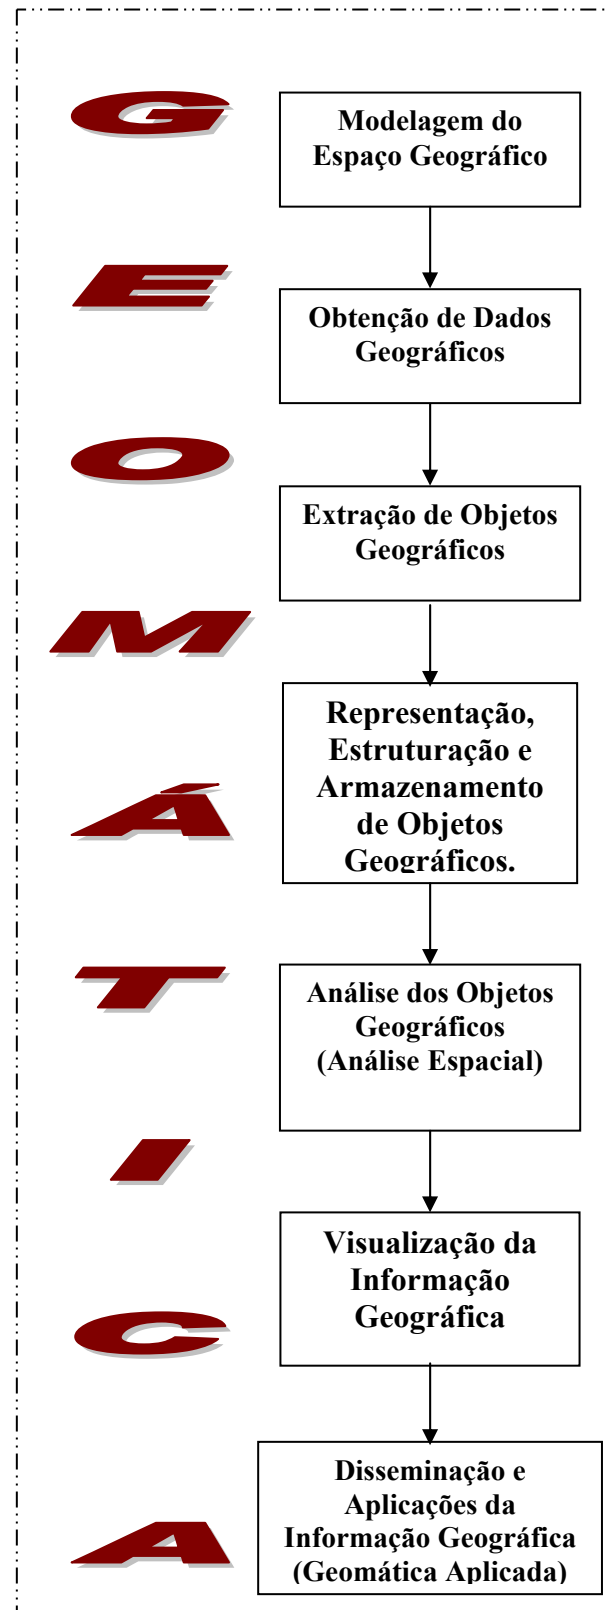 G
Modelagem do
Espaço Geográfico
E
Obtenção de Dados
Geográficos
O
Extração de Objetos
Geográficos
M
Representação,
Estruturação e
Armazenamento
de Objetos
Geográficos.
Á
T
Análise dos Objetos
Geográficos
(Análise Espacial)
I
Visualização da
Informação
Geográfica
C
Disseminação e
Aplicações da
Informação Geográfica
(Geomática Aplicada)
A